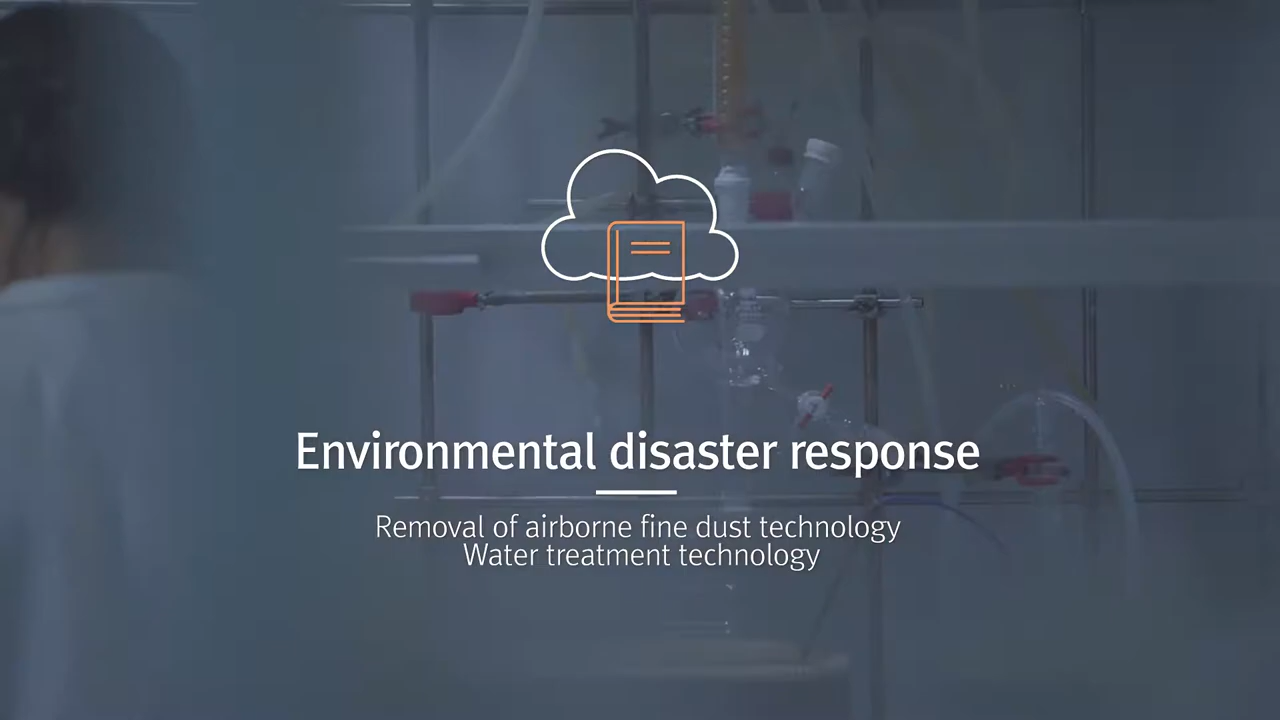 Environmental disaster response
Removal of airborne fine dust technology
Water treatment technology